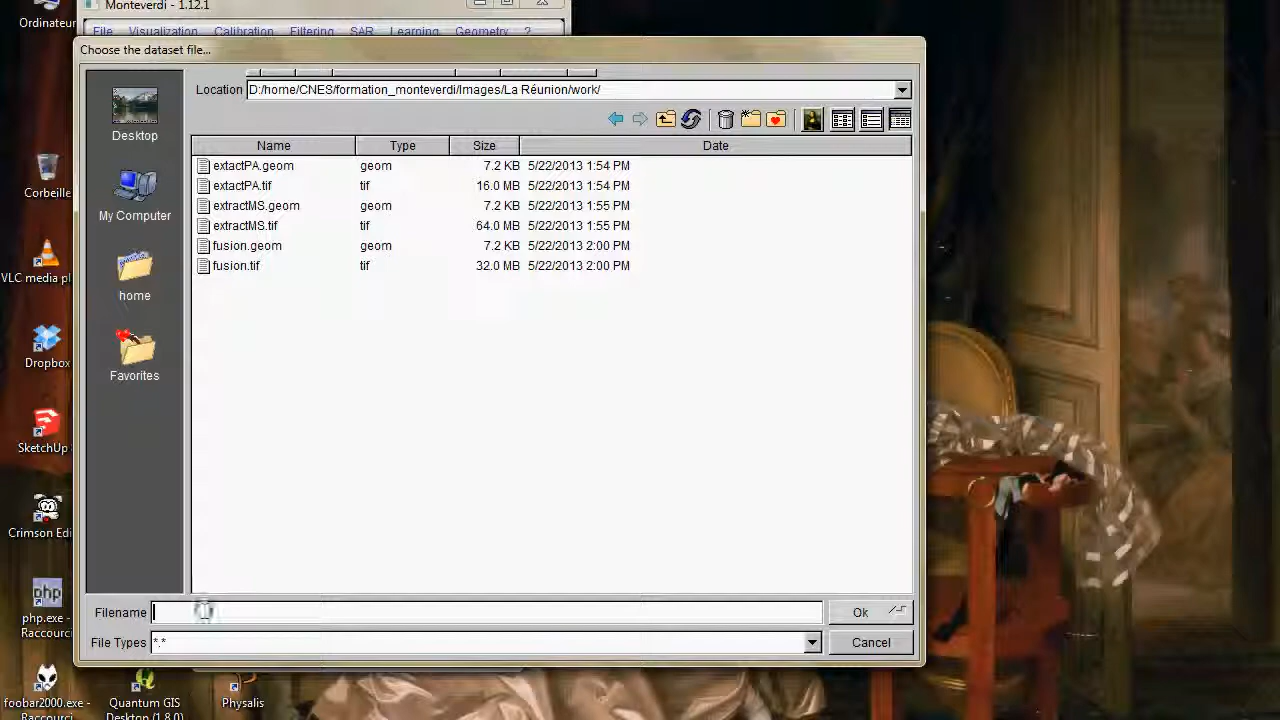 Ordinateur
Monteverdi - 1.12.1
File Visualization Calibration Filtering SAR Learning Geometry ?
Choose the dataset file...
Location D:/home/CNES/formation_monteverdi/Images/La Réunion/work/
Desktop
My Computer
home
Favorites
Name Type Size Date
extactPA.geom geom 7.2 KB 5/22/2013 1:54 PM
extactPA.tif tif 16.0 MB 5/22/2013 1:54 PM
extractMS.geom geom 7.2 KB 5/22/2013 1:55 PM
extractMS.tif tif 64.0 MB 5/22/2013 1:55 PM
fusion.geom geom 7.2 KB 5/22/2013 2:00 PM
fusion.tif tif 32.0 MB 5/22/2013 2:00 PM
Filename Ok
File Types *.* Cancel
Corbeille
VLC media pl
Dropbox
SketchUp
Crimson Edi
php
php.exe -
Raccourci
foobar2000.exe -
Raccourci
Quantum GIS
Desktop (1.8.0)
Physalis